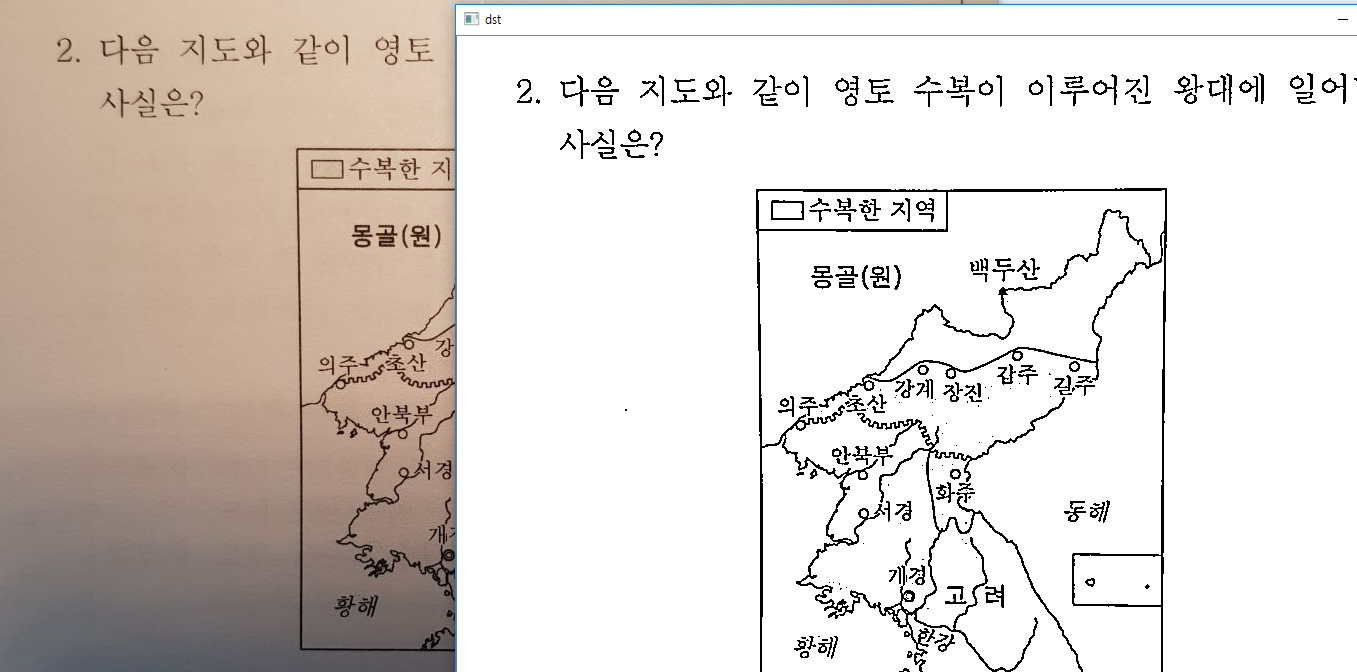 2. 다음 지도와 같이 영토
사실은?
수복한 지
몽골(원)
의주
초산
강
안북부
서경
개경
황해
dst
2. 다음 지도와 같이 영토 수복이 이루어진 왕대에 일어
사실은?
수복한 지역
몽골(원)
백두산
강계
장진
갑주
길주
의주
초산
안북부
화주
서경
동해
개경
고려
한강
황해